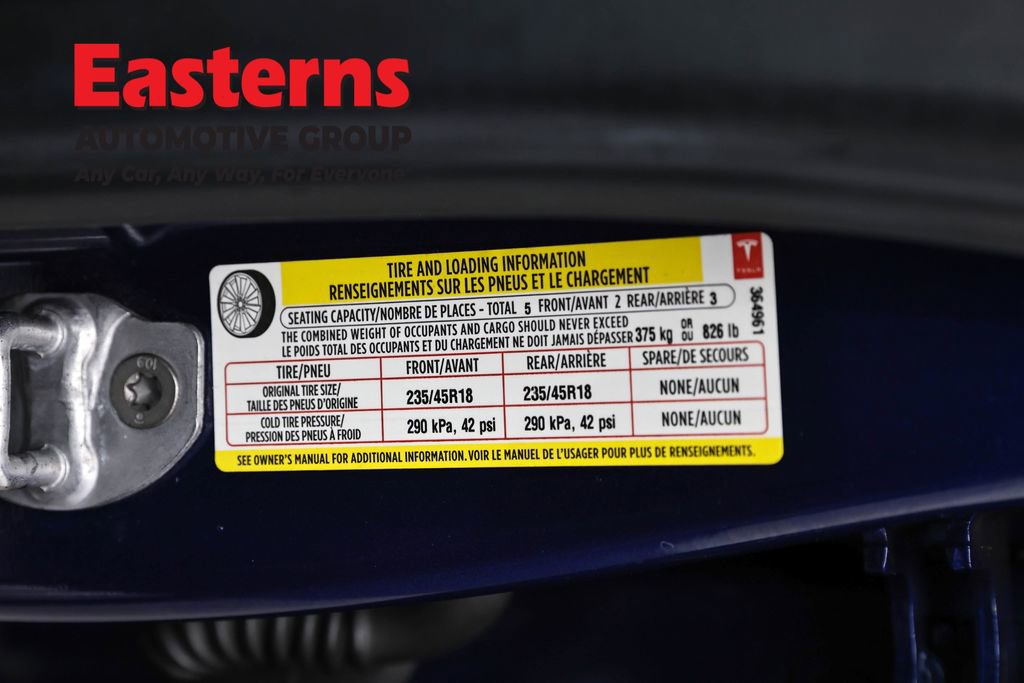 Easterns
AUTOMOTIVE GROUP
Any Car, Any Way, For Everyone
TIRE AND LOADING INFORMATION
RENSEIGNEMENTS SUR LES PNEUS ET LE CHARGEMENT
TESLA
364961
SEATING CAPACITY/NOMBRE DE PLACES - TOTAL 5 FRONT/AVANT 2 REAR/ARRIÈRE 3
THE COMBINED WEIGHT OF OCCUPANTS AND CARGO SHOULD NEVER EXCEED
LE POIDS TOTAL DES OCCUPANTS ET DU CHARGEMENT NE DOIT JAMAIS DÉPASSER 375 kg OR OU 826 lb
TIRE/PNEU FRONT/AVANT REAR/ARRIÈRE SPARE/DE SECOURS
ORIGINAL TIRE SIZE/
TAILLE DES PNEUS D'ORIGINE 235/45R18 235/45R18 NONE/AUCUN
COLD TIRE PRESSURE/
PRESSION DES PNEUS À FROID 290 kPa, 42 psi 290 kPa, 42 psi NONE/AUCUN
SEE OWNER'S MANUAL FOR ADDITIONAL INFORMATION. VOIR LE MANUEL DE L'USAGER POUR PLUS DE RENSEIGNEMENTS.